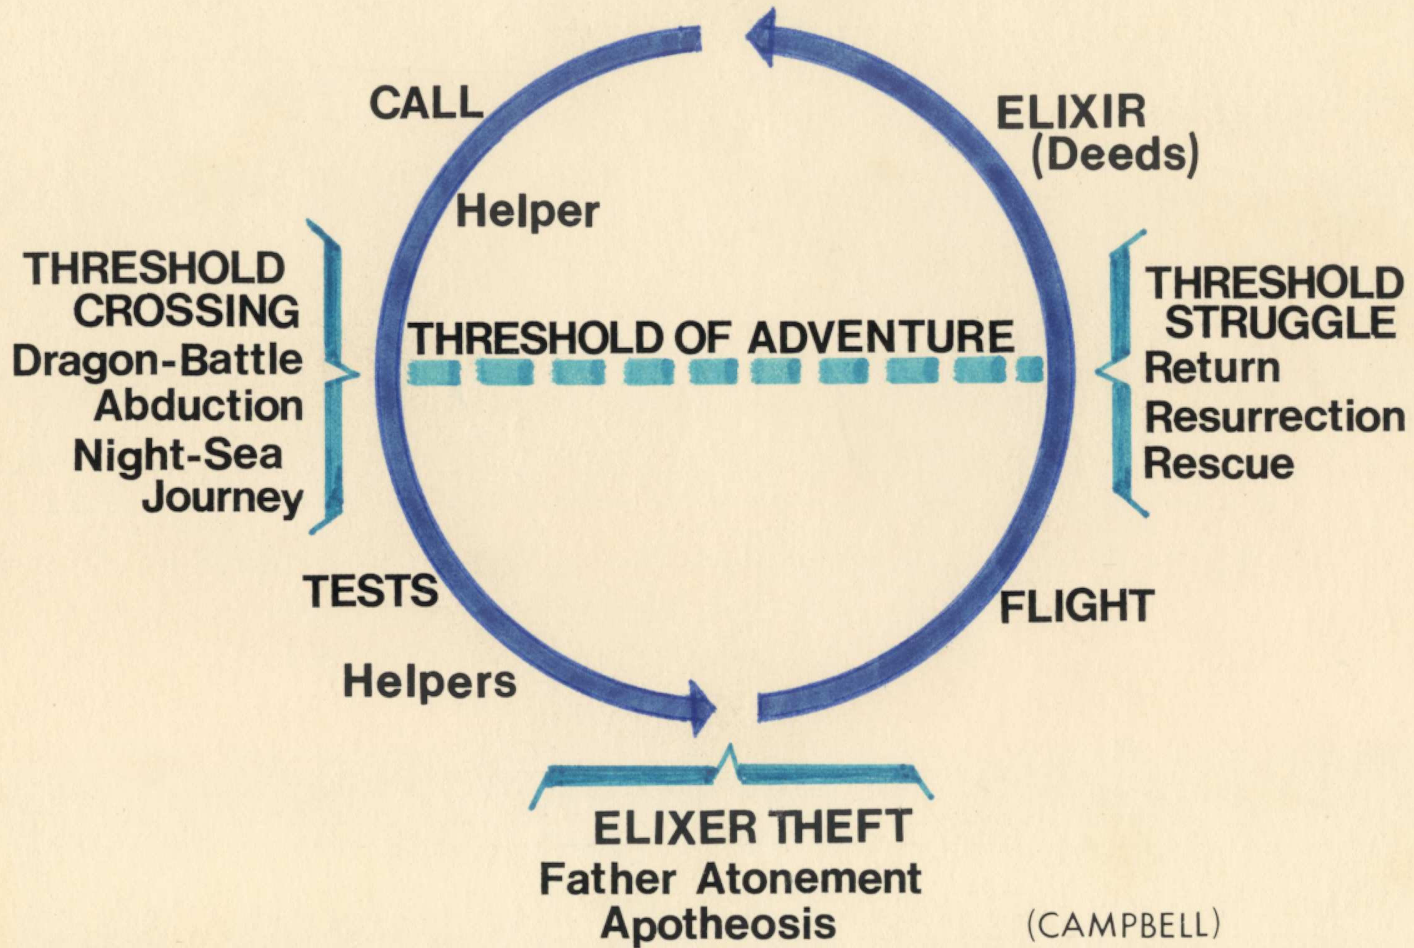 CALL
Helper
THRESHOLD
CROSSING
Dragon-Battle
Abduction
Night-Sea
Journey
THRESHOLD OF ADVENTURE
TESTS
Helpers
ELIXER THEFT
Father Atonement
Apotheosis
FLIGHT
THRESHOLD
STRUGGLE
Return
Resurrection
Rescue
ELIXIR
(Deeds)
(CAMPBELL)